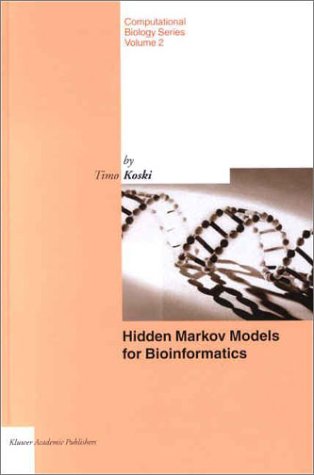 Computational
Biology Series
Volume 2
by
Timo Koski
Hidden Markov Models
for Bioinformatics
Kluwer Academic Publishers